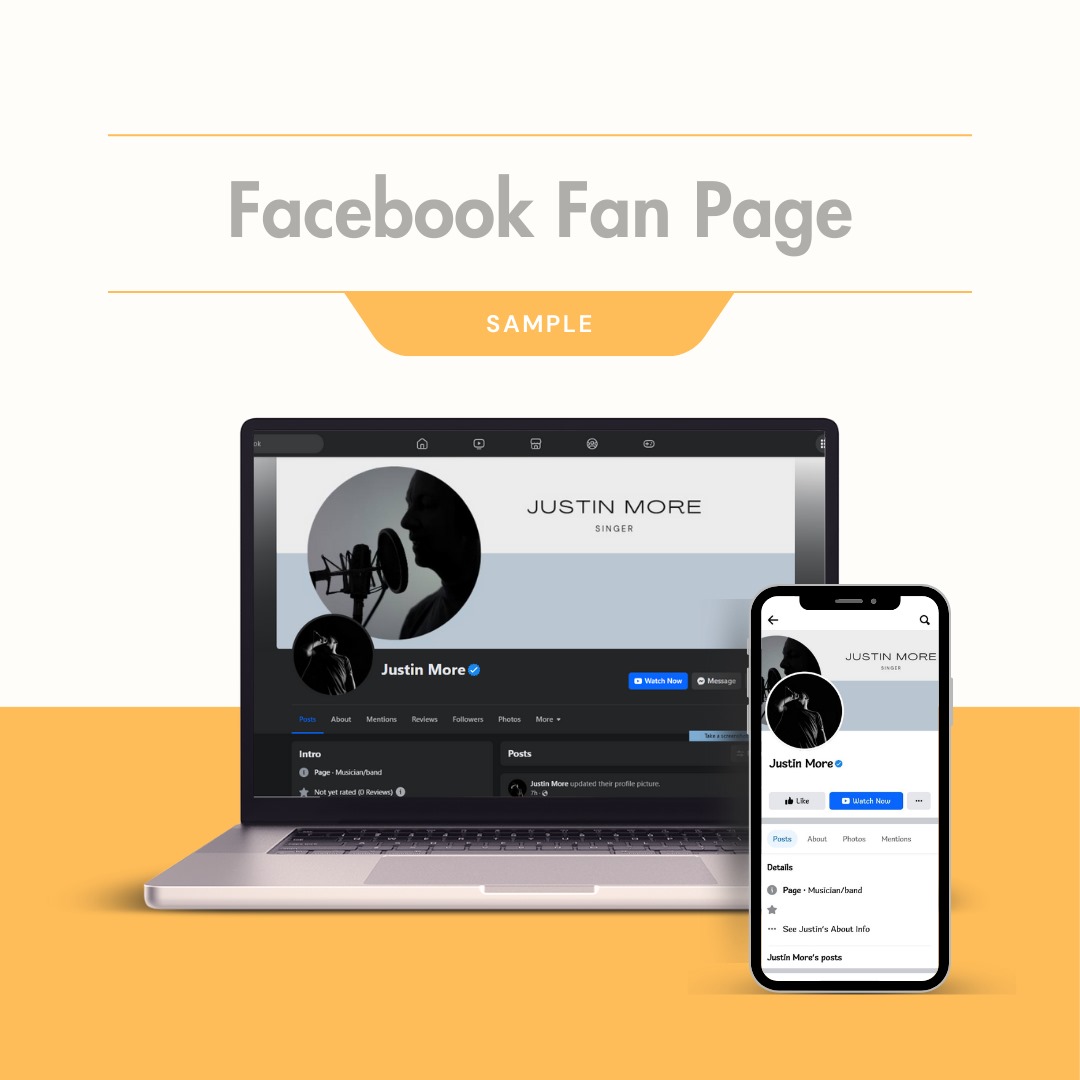 Facebook Fan Page
SAMPLE
ok
JUSTIN MORE
SINGER
Justin More
Watch Now
Message
Posts About Mentions Reviews Followers Photos More
Intro
Page · Musician/band
Not yet rated (0 Reviews)
Posts
Justin More updated their profile picture.
7h ·
JUSTIN MORE
SINGER
Justin More
Like
Watch Now
Posts About Photos Mentions
Details
Page · Musician/band
See Justin's About Info
Justin More's posts